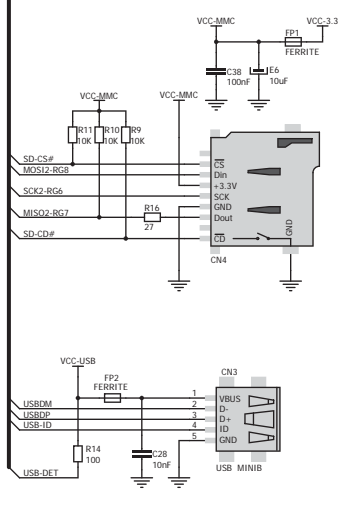 VCC-MMC VCC-3.3
FP1
FERRITE
C38
100nF
E6
10uF
VCC-MMC VCC-MMC
R11 R10 R9
10K 10K 10K
SD-CS#
MOSI2-RG8
SCK2-RG6
MISO2-RG7
SD-CD#
R16
27
CS
Din
+3.3V
SCK
GND
Dout
CD
GND
CN4
VCC-USB
FP2
FERRITE
CN3
USBDM
USBDP
USB-ID
1 VBUS
2 D-
3 D+
4 ID
5 GND
R14
100
C28
10nF
USB MINIB
USB-DET